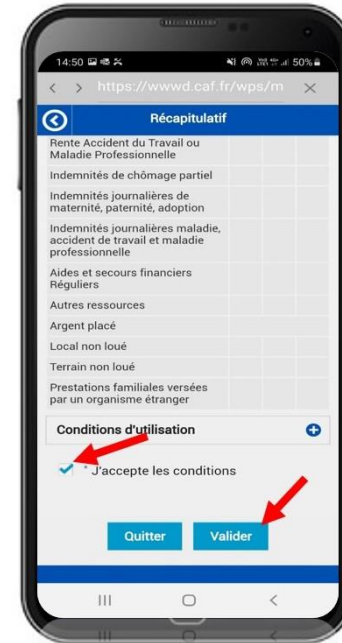 14:50 50%
https://wwwd.caf.fr/wps/m
Récapitulatif
Rente Accident du Travail ou
Maladie Professionnelle
Indemnités de chômage partiel
Indemnités journalières de
maternité, paternité, adoption
Indemnités journalières maladie,
accident de travail et maladie
professionnelle
Aides et secours financiers
Réguliers
Autres ressources
Argent placé
Local non loué
Terrain non loué
Prestations familiales versées
par un organisme étranger
Conditions d'utilisation
* J'accepte les conditions
Quitter Valider